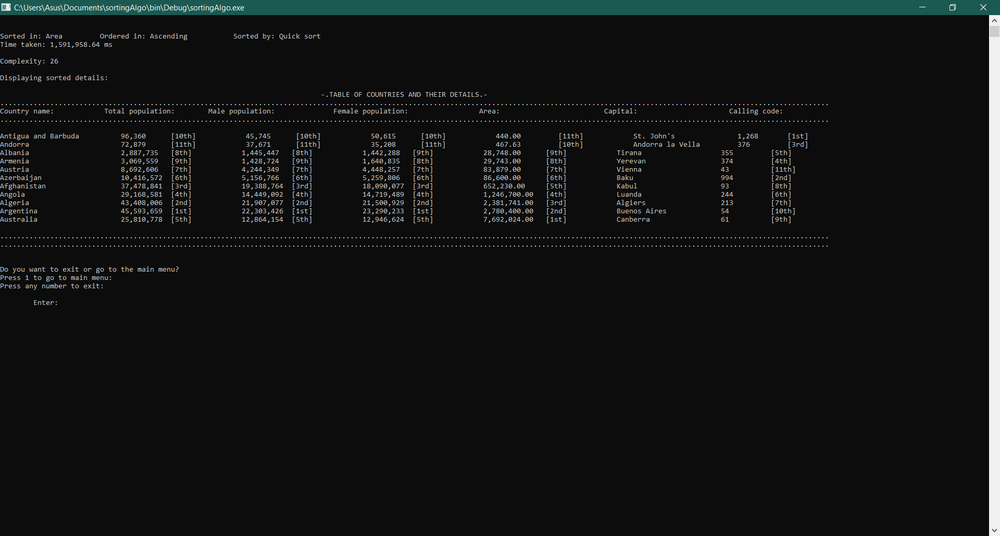 C:\Users\Asus\Documents\sortingAlgo\bin\Debug\sortingAlgo.exe
Sorted in: Area Ordered in: Ascending Sorted by: Quick sort
Time taken: 1,591,958.64 ms
Complexity: 26
Displaying sorted details:
-.TABLE OF COUNTRIES AND THEIR DETAILS.-
Country name: Total population: Male population: Female population: Area: Capital: Calling code:
Antigua and Barbuda 96,360 [10th] 45,745 [10th] 50,615 [10th] 440.00 [11th] St. John's 1,268 [1st]
Andorra 72,879 [11th] 37,671 [11th] 35,208 [11th] 467.63 [10th] Andorra la Vella 376 [3rd]
Albania 2,887,735 [8th] 1,445,447 [8th] 1,442,288 [9th] 28,748.00 [9th] Tirana 355 [5th]
Armenia 3,069,559 [9th] 1,428,724 [9th] 1,640,835 [8th] 29,743.00 [8th] Yerevan 374 [4th]
Austria 8,692,606 [7th] 4,244,349 [7th] 4,448,257 [7th] 83,879.00 [7th] Vienna 43 [11th]
Azerbaijan 10,416,572 [6th] 5,156,766 [6th] 5,259,806 [6th] 86,600.00 [6th] Baku 994 [2nd]
Afghanistan 37,478,841 [3rd] 19,388,764 [3rd] 18,090,077 [3rd] 652,230.00 [5th] Kabul 93 [8th]
Angola 29,168,581 [4th] 14,449,092 [4th] 14,719,489 [4th] 1,246,700.00 [4th] Luanda 244 [6th]
Algeria 43,408,006 [2nd] 21,907,077 [2nd] 21,500,929 [2nd] 2,381,741.00 [3rd] Algiers 213 [7th]
Argentina 45,593,659 [1st] 22,303,426 [1st] 23,290,233 [1st] 2,780,400.00 [2nd] Buenos Aires 54 [10th]
Australia 25,810,778 [5th] 12,864,154 [5th] 12,946,624 [5th] 7,692,024.00 [1st] Canberra 61 [9th]
Do you want to exit or go to the main menu?
Press 1 to go to main menu:
Press any number to exit:
Enter: